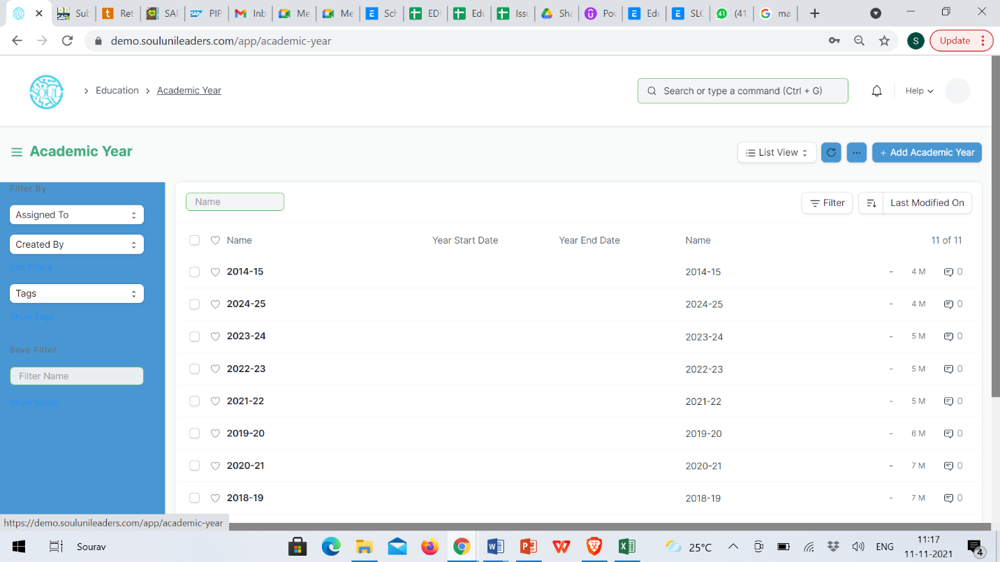 Sub
Ret
SAF
PIP
Inb
Me
Me
Sch
EDI
Edu
Issu
Sha
Pov
Edu
SLC
(41
ma
demo.soulunileaders.com/app/academic-year
S
Update
SOUL
Education
Academic Year
Search or type a command (Ctrl + G)
Help
Academic Year
List View
+ Add Academic Year
Filter By
Assigned To
Created By
Edit Filters
Tags
Show Tags
Save Filter
Filter Name
Show Saved
Name
Filter
Last Modified On
Name Year Start Date Year End Date Name 11 of 11
2014-15 2014-15 - 4 M 0
2024-25 2024-25 - 4 M 0
2023-24 2023-24 - 5 M 0
2022-23 2022-23 - 5 M 0
2021-22 2021-22 - 5 M 0
2019-20 2019-20 - 6 M 0
2020-21 2020-21 - 7 M 0
2018-19 2018-19 - 7 M 0
https://demo.soulunileaders.com/app/academic-year
Sourav
25°C
ENG
11:17
11-11-2021
4